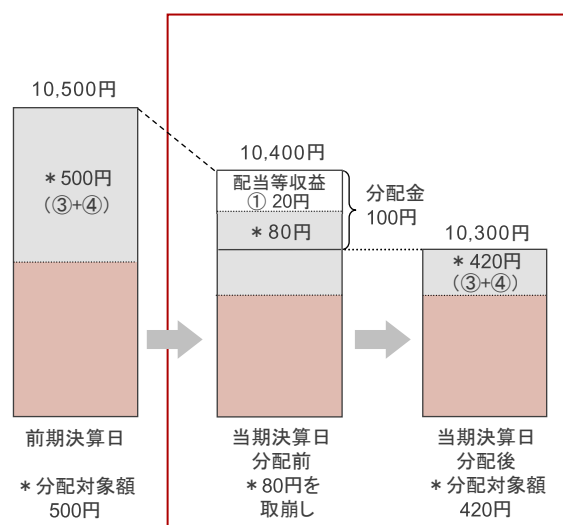 10,500円
＊500円
（③+④）
前期決算日
＊分配対象額
500円
10,400円
配当等収益
① 20円
＊80円
分配金
100円
当期決算日
分配前
＊80円を
取崩し
10,300円
＊420円
（③+④）
当期決算日
分配後
＊分配対象額
420円